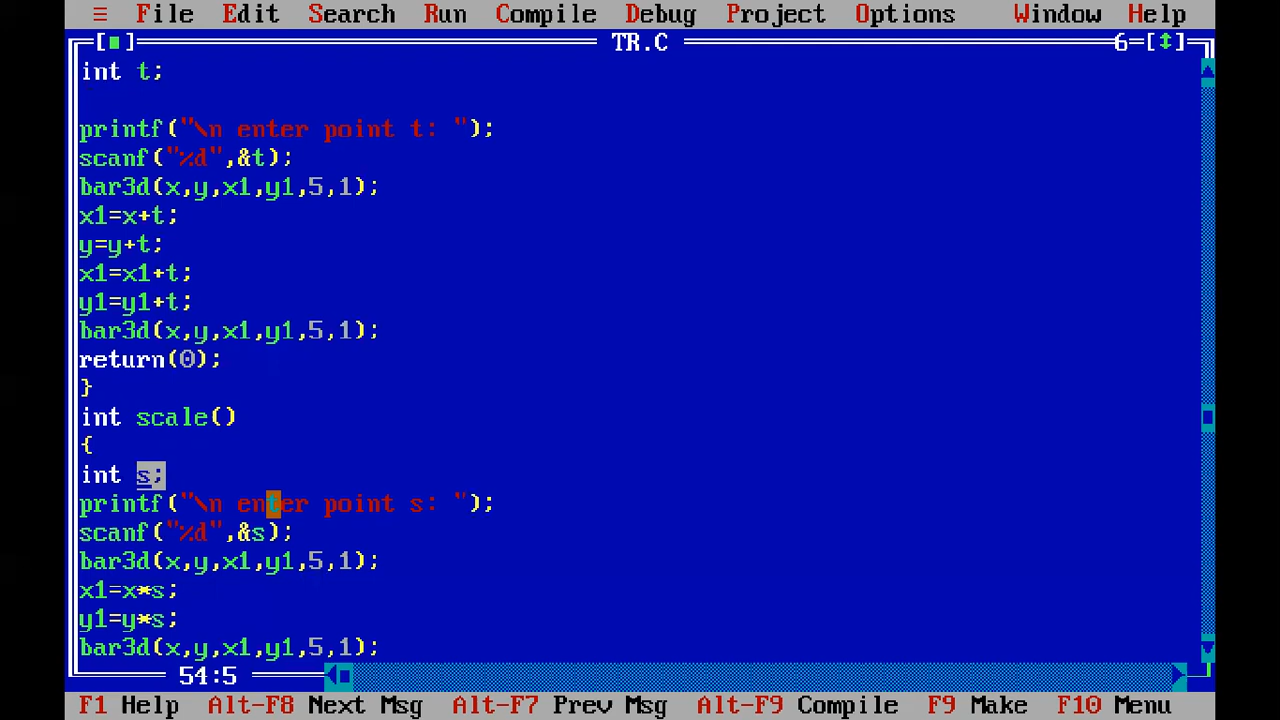 ≡ File Edit Search Run Compile Debug Project Options Window Help
[■] TR.C 6=[↕]
int t;
printf("\n enter point t: ");
scanf("%d",&t);
bar3d(x,y,x1,y1,5,1);
x1=x+t;
y=y+t;
x1=x1+t;
y1=y1+t;
bar3d(x,y,x1,y1,5,1);
return(0);
}
int scale()
{
int s;
printf("\n enter point s: ");
scanf("%d",&s);
bar3d(x,y,x1,y1,5,1);
x1=x*s;
y1=y*s;
bar3d(x,y,x1,y1,5,1);
54:5
F1 Help Alt-F8 Next Msg Alt-F7 Prev Msg Alt-F9 Compile F9 Make F10 Menu